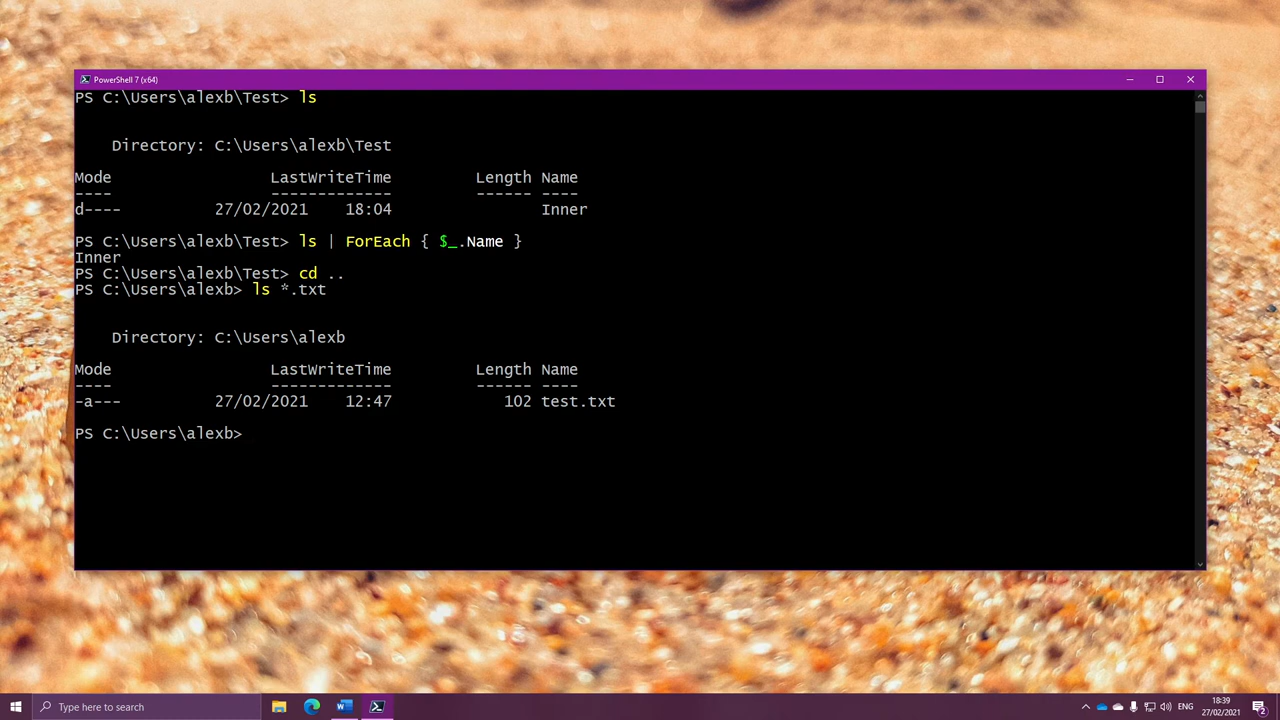 PowerShell 7 (x64)
PS C:\Users\alexb\Test> ls
Directory: C:\Users\alexb\Test
Mode                 LastWriteTime         Length Name
----                 -------------         ------ ----
d----          27/02/2021    18:04                Inner
PS C:\Users\alexb\Test> ls | ForEach { $_.Name }
Inner
PS C:\Users\alexb\Test> cd ..
PS C:\Users\alexb> ls *.txt
Directory: C:\Users\alexb
Mode                 LastWriteTime         Length Name
----                 -------------         ------ ----
-a---          27/02/2021    12:47            102 test.txt
PS C:\Users\alexb>
Type here to search
W
ENG
18:39
27/02/2021
2